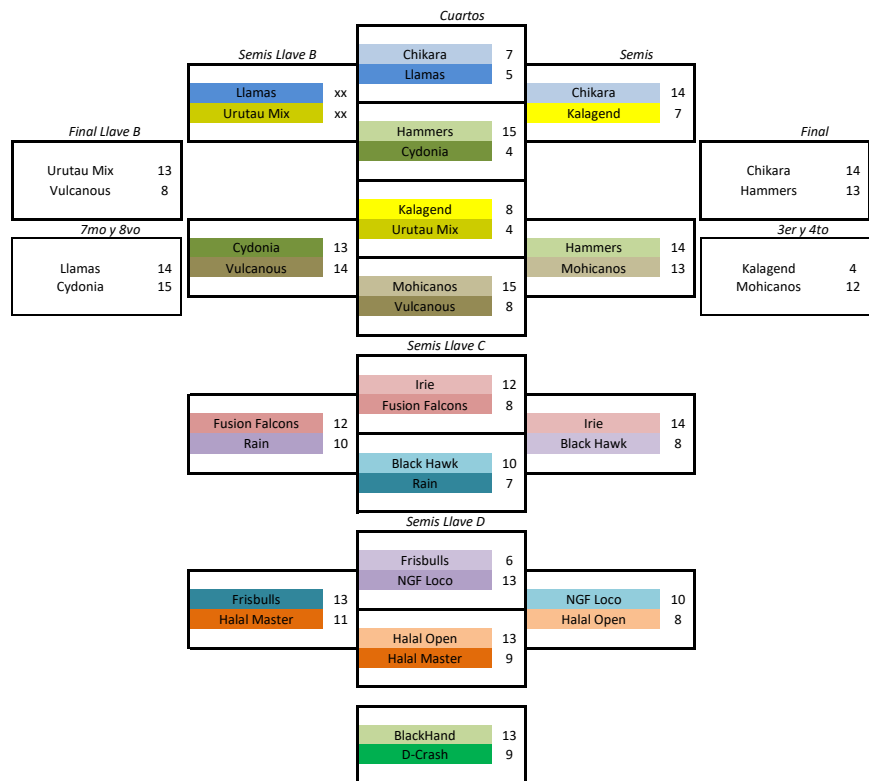 Cuartos
Semis Llave B
Semis
Chikara 7
Llamas 5
Llamas xx
Urutau Mix xx
Chikara 14
Kalagend 7
Hammers 15
Cydonia 4
Final Llave B
Final
Urutau Mix 13
Vulcanous 8
Chikara 14
Hammers 13
Kalagend 8
Urutau Mix 4
7mo y 8vo
3er y 4to
Cydonia 13
Vulcanous 14
Hammers 14
Mohicanos 13
Llamas 14
Cydonia 15
Mohicanos 15
Vulcanous 8
Kalagend 4
Mohicanos 12
Semis Llave C
Irie 12
Fusion Falcons 8
Fusion Falcons 12
Rain 10
Irie 14
Black Hawk 8
Black Hawk 10
Rain 7
Semis Llave D
Frisbulls 6
NGF Loco 13
Frisbulls 13
Halal Master 11
NGF Loco 10
Halal Open 8
Halal Open 13
Halal Master 9
BlackHand 13
D-Crash 9